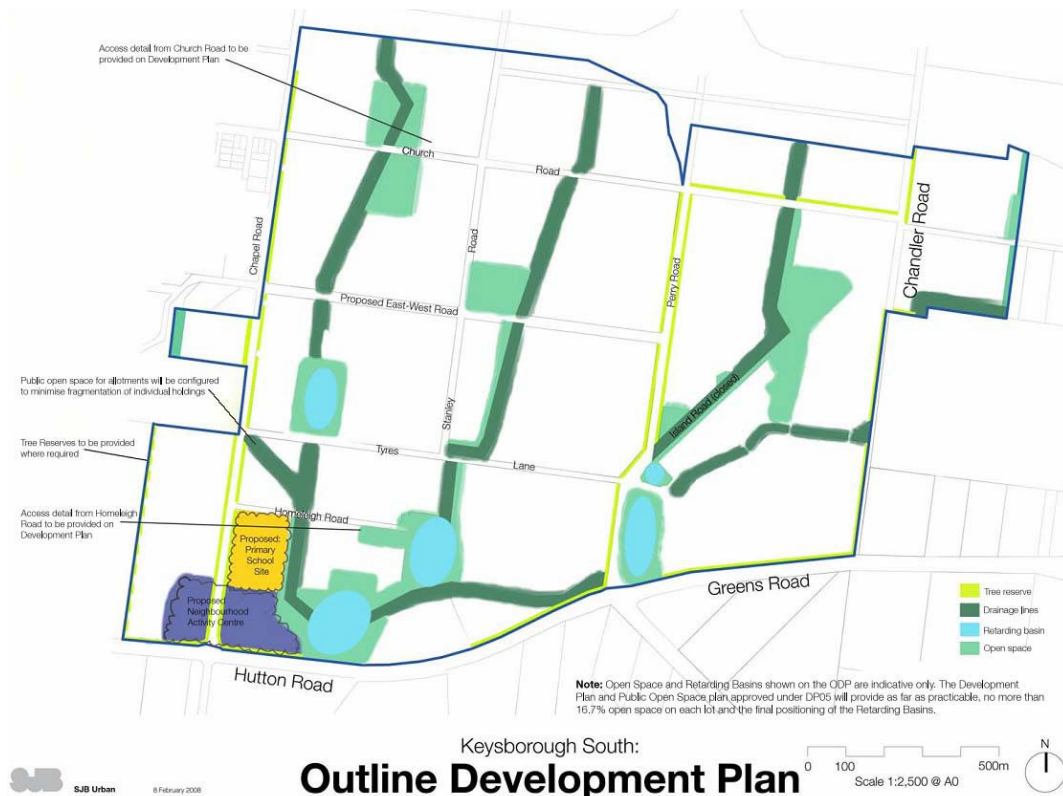 Access detail from Church Road to be
provided on Development Plan
Church
Road
Chapel Road
Road
Perry Road
Chandler Road
Proposed East-West Road
Public open space for allotments will be configured
to minimise fragmentation of individual holdings
Stanley
Island Road (closed)
Tree Reserves to be provided
where required
Tyres
Lane
Access detail from Homeleigh
Road to be provided on
Development Plan
Homeleigh Road
Proposed:
Primary
School
Site
Proposed
Neighbourhood
Activity Centre
Greens Road
Hutton Road
Tree reserve
Drainage lines
Retarding basin
Open space
Note: Open Space and Retarding Basins shown on the ODP are indicative only. The Development
Plan and Public Open Space plan approved under DP05 will provide as far as practicable, no more than
16.7% open space on each lot and the final positioning of the Retarding Basins.
Keysborough South:
Outline Development Plan
SJB
SJB Urban
8 February 2008
0 100 500m
Scale 1:2,500 @ A0
N